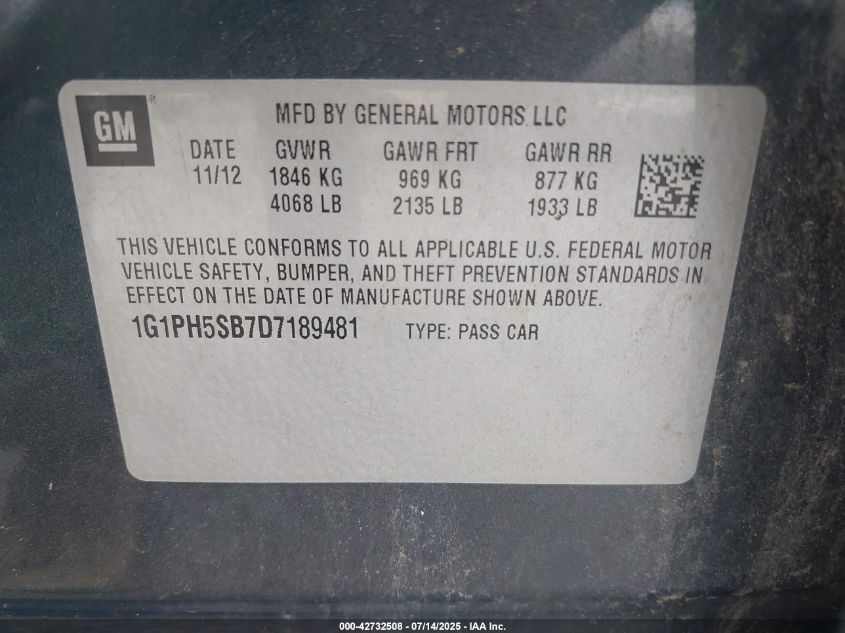 GM
MFD BY GENERAL MOTORS LLC
DATE GVWR GAWR FRT GAWR RR
11/12 1846 KG 969 KG 877 KG
4068 LB 2135 LB 1933 LB
THIS VEHICLE CONFORMS TO ALL APPLICABLE U.S. FEDERAL MOTOR
VEHICLE SAFETY, BUMPER, AND THEFT PREVENTION STANDARDS IN
EFFECT ON THE DATE OF MANUFACTURE SHOWN ABOVE.
1G1PH5SB7D7189481 TYPE: PASS CAR
000-42732508 - 07/14/2025 - IAA Inc.